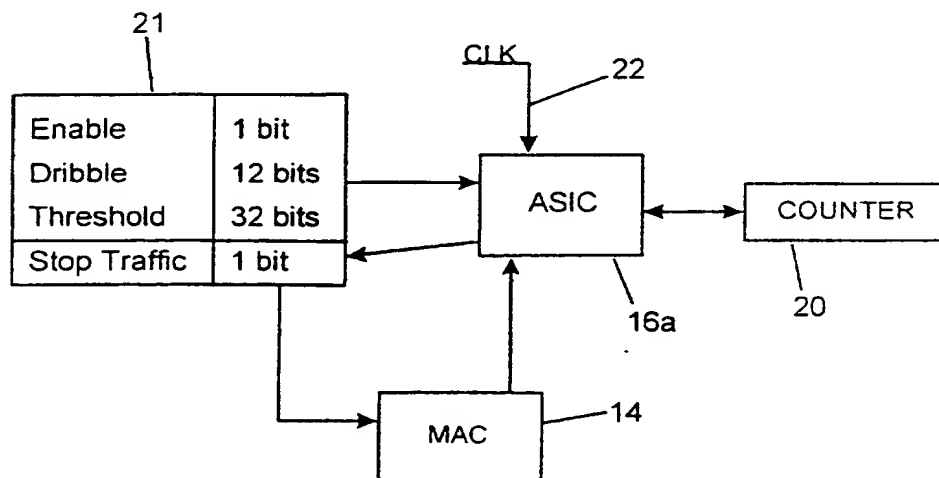 21
CLK
22
Enable 1 bit
Dribble 12 bits
Threshold 32 bits
Stop Traffic 1 bit
ASIC
COUNTER
16a
20
MAC
14